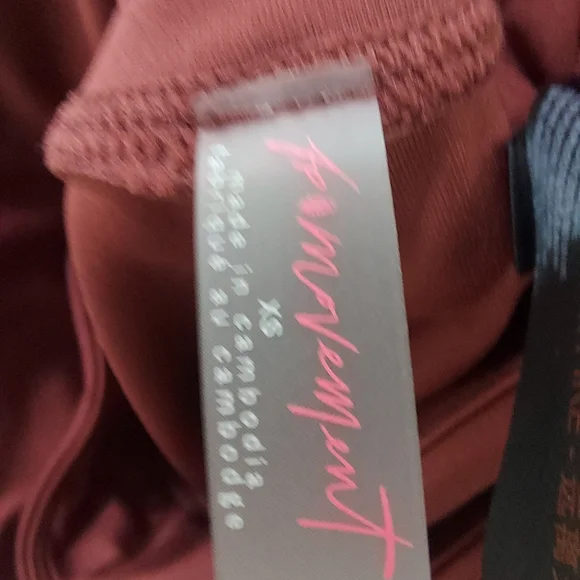 fp movement
XS
made in cambodia
fabriqué au cambodge